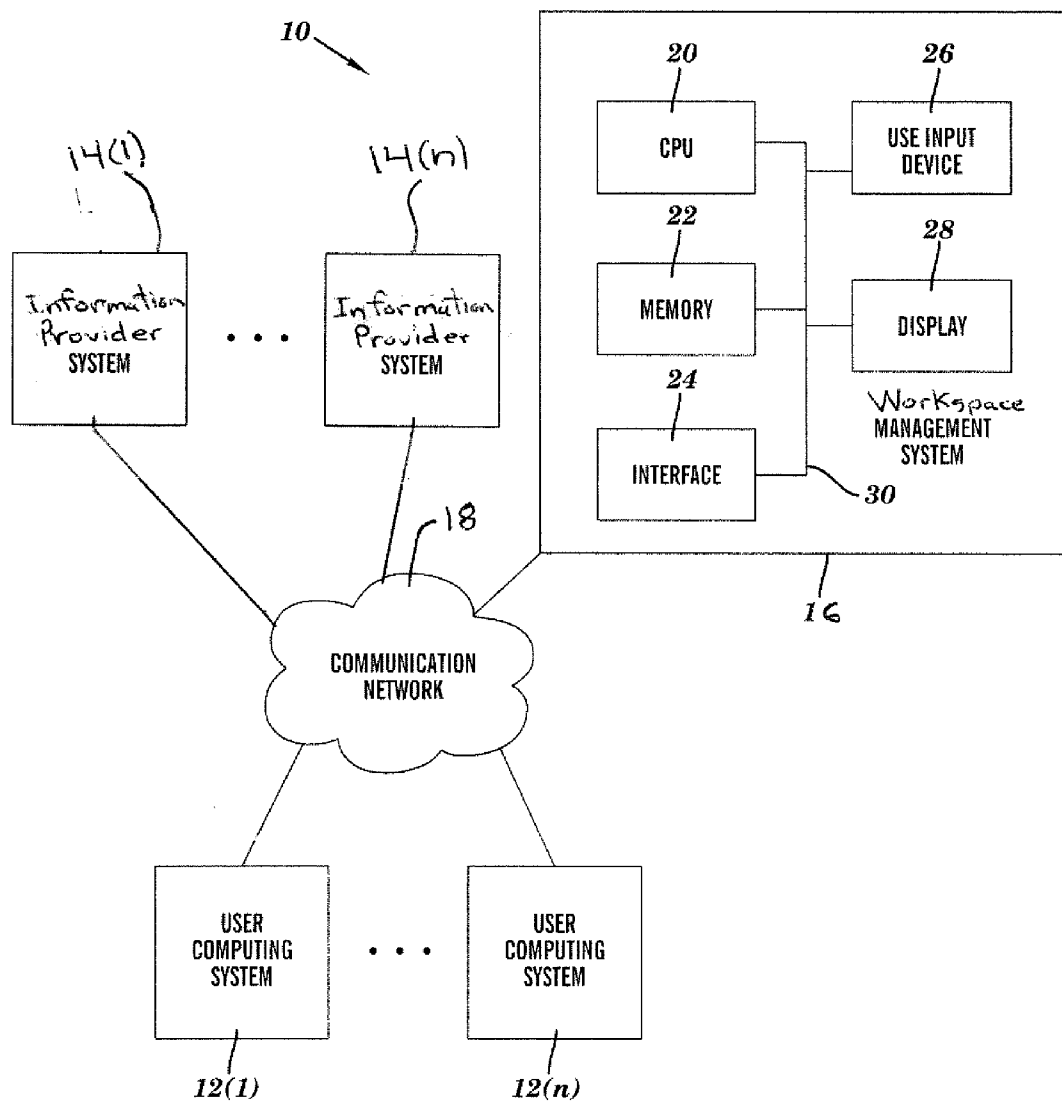 10
20
26
CPU
USE INPUT
DEVICE
14(1)
14(n)
22
28
Information
Provider
SYSTEM
• • •
Information
Provider
SYSTEM
MEMORY
DISPLAY
24
Workspace
MANAGEMENT
SYSTEM
INTERFACE
30
18
16
COMMUNICATION
NETWORK
USER
COMPUTING
SYSTEM
• • •
USER
COMPUTING
SYSTEM
12(1)
12(n)